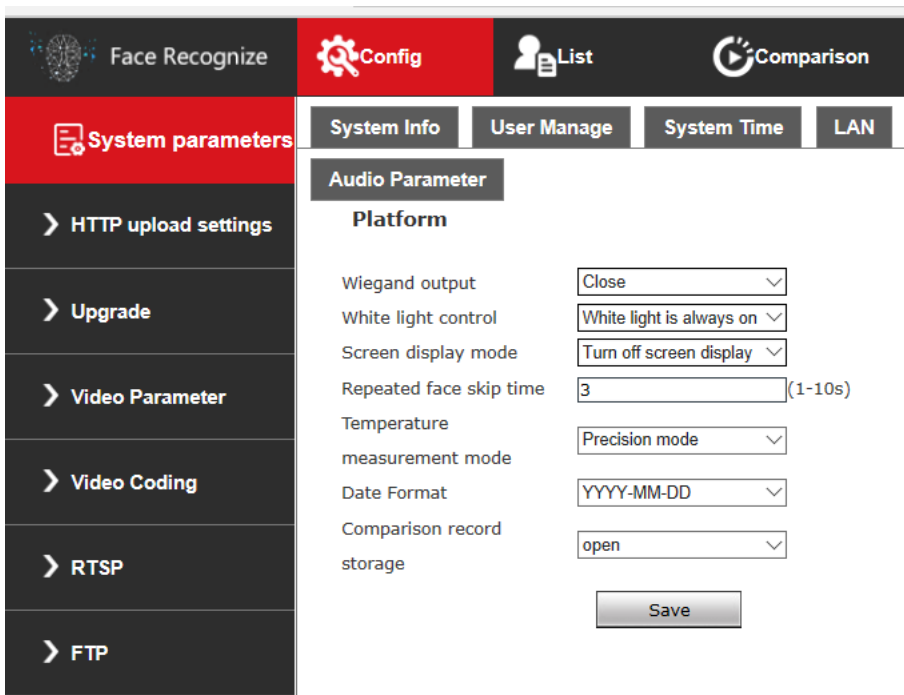 Face Recognize
Config
List
Comparison
System parameters
System Info
User Manage
System Time
LAN
Audio Parameter
HTTP upload settings
Upgrade
Video Parameter
Video Coding
RTSP
FTP
Platform
Wiegand output Close
White light control White light is always on
Screen display mode Turn off screen display
Repeated face skip time 3 (1-10s)
Temperature
measurement mode Precision mode
Date Format YYYY-MM-DD
Comparison record
storage open
Save